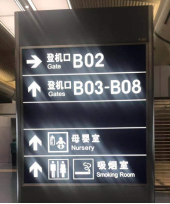 登机口 B02
Gate
登机口 B03-B08
Gates
母婴室
Nursery
吸烟室
Smoking Room